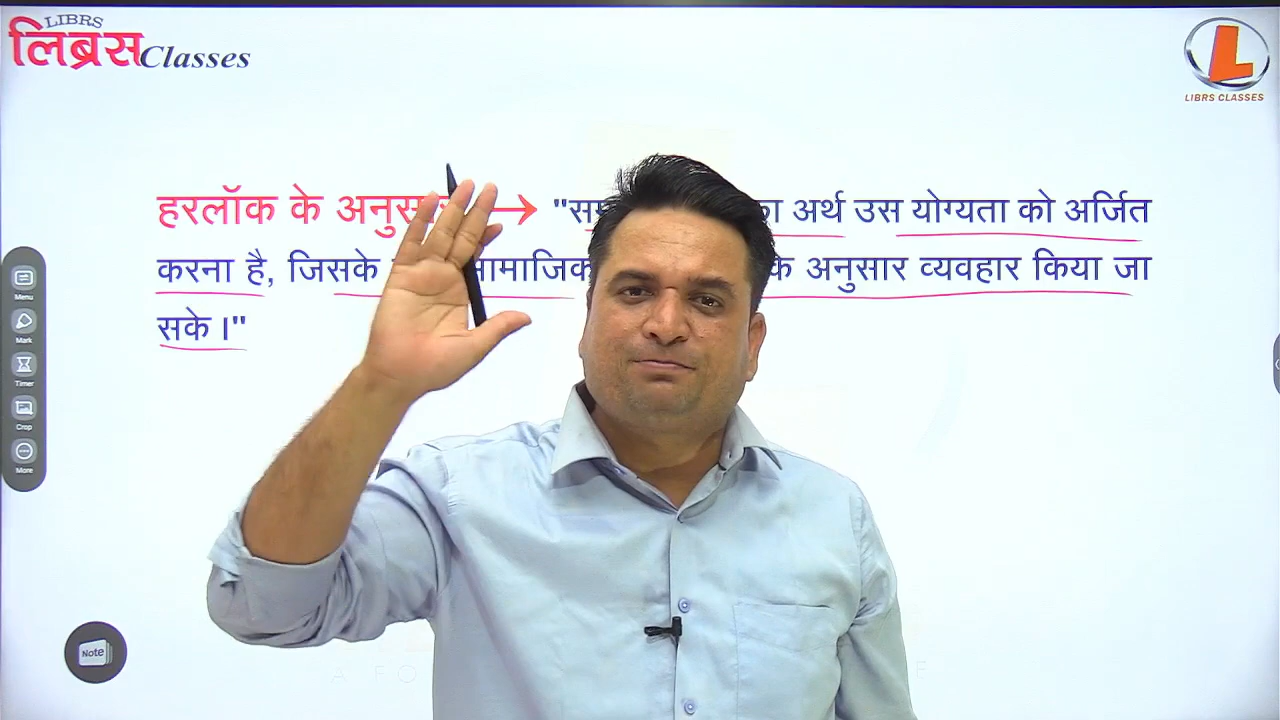 LIBRS
लिब्रस Classes
L
LIBRS CLASSES
हरलॉक के अनुसार → " का अर्थ उस योग्यता को अर्जित
करना है, जिसके सामाजिक के अनुसार व्यवहार किया जा
सके।"
Menu
Mark
Timer
Crop
More
Note